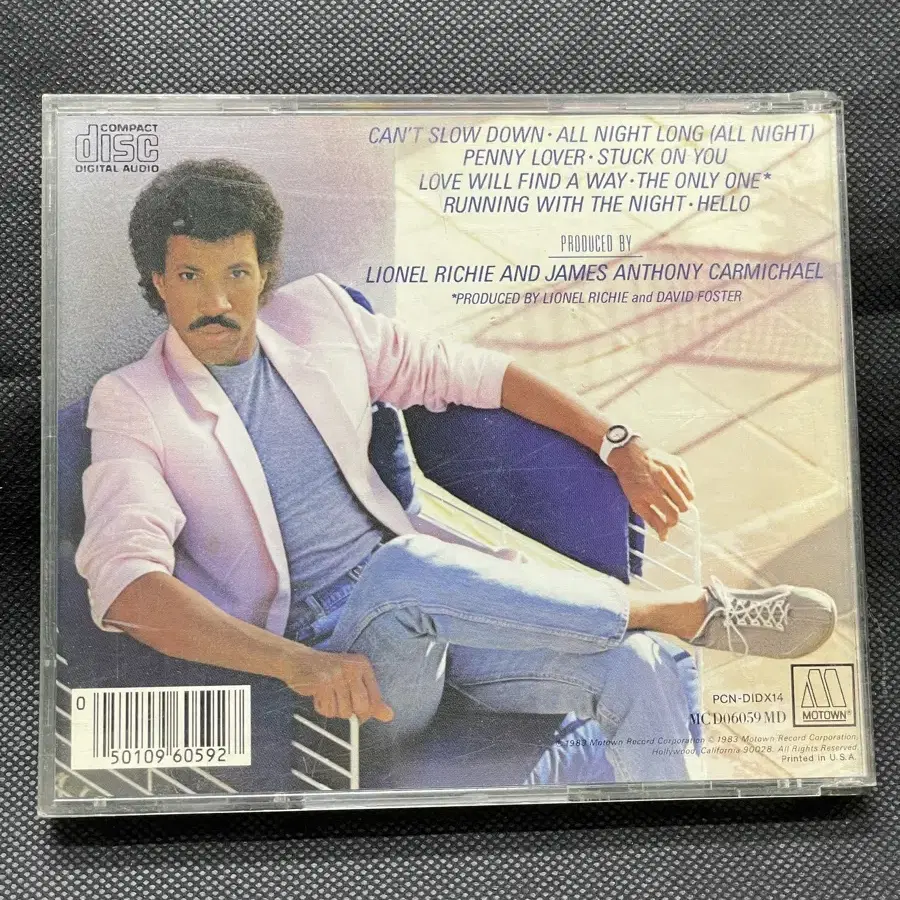 COMPACT
disc
DIGITAL AUDIO
CAN'T SLOW DOWN · ALL NIGHT LONG (ALL NIGHT)
PENNY LOVER · STUCK ON YOU
LOVE WILL FIND A WAY · THE ONLY ONE*
RUNNING WITH THE NIGHT · HELLO
PRODUCED BY
LIONEL RICHIE AND JAMES ANTHONY CARMICHAEL
*PRODUCED BY LIONEL RICHIE and DAVID FOSTER
0
50109 60592
PCN-DIDX14
MCD06059MD
M
MOTOWN®
℗ 1983 Motown Record Corporation © 1983 Motown Record Corporation,
Hollywood, California 90028. All Rights Reserved.
Printed in U.S.A.